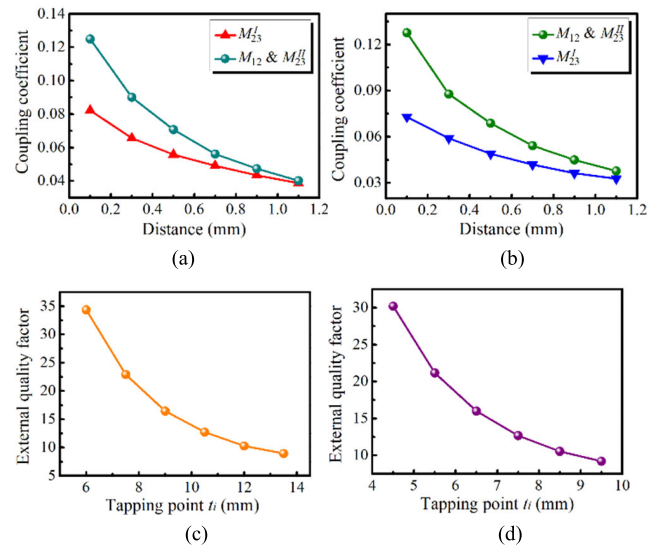 0.14
0.12
0.10
0.08
0.06
0.04
Coupling coefficient
M₂₃ᴵ
M₁₂ & M₂₃ᴵᴵ
0.0 0.2 0.4 0.6 0.8 1.0 1.2
Distance (mm)
(a)
0.12
0.09
0.06
0.03
Coupling coefficient
M₁₂ & M₂₃ᴵᴵ
M₂₃ᴵ
0.0 0.2 0.4 0.6 0.8 1.0 1.2
Distance (mm)
(b)
35
30
25
20
15
10
5
External quality factor
6 8 10 12 14
Tapping point tᵢ (mm)
(c)
30
25
20
15
10
External quality factor
4 5 6 7 8 9 10
Tapping point tᵢ (mm)
(d)